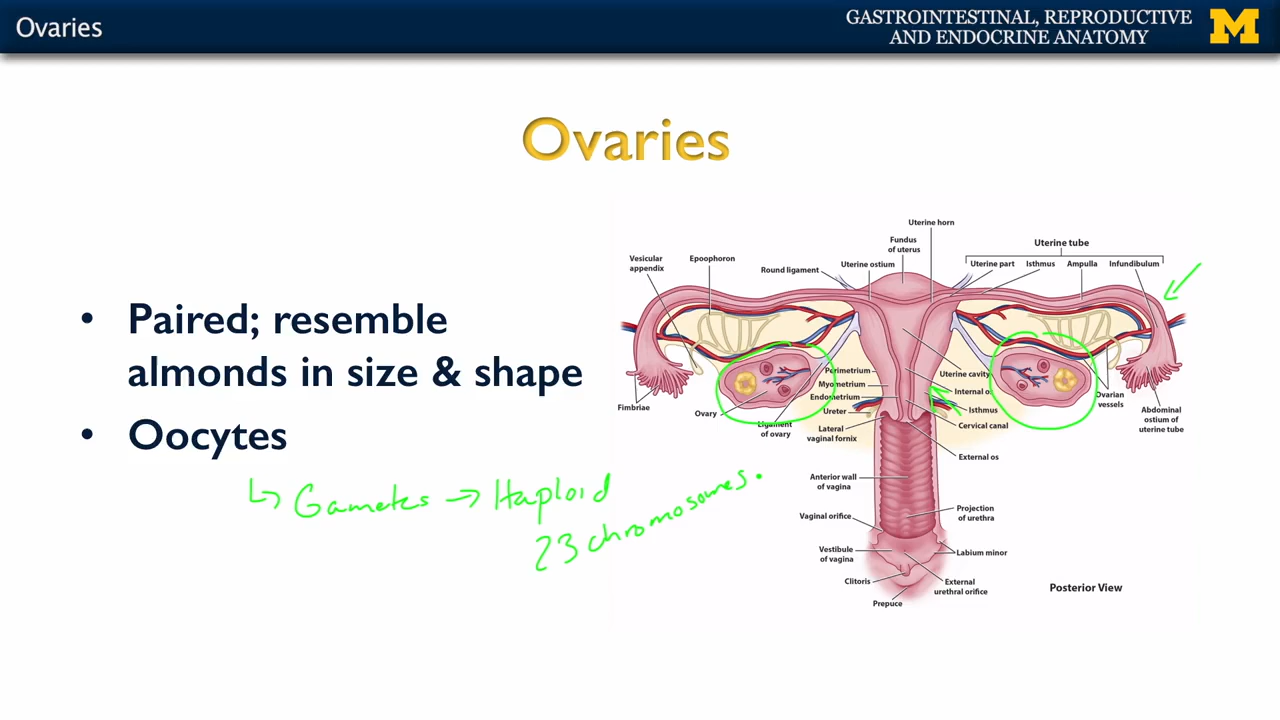 Ovaries
GASTROINTESTINAL, REPRODUCTIVE
AND ENDOCRINE ANATOMY
M
Ovaries
• Paired; resemble
almonds in size & shape
• Oocytes
↳ Gametes → Haploid
23 chromosomes.
Uterine horn
Fundus
of uterus
Uterine tube
Vesicular
appendix
Epoophoron
Round ligament
Uterine ostium
Uterine part
Isthmus
Ampulla
Infundibulum
Perimetrium
Myometrium
Endometrium
Ureter
Lateral
vaginal fornix
Uterine cavity
Internal os
Isthmus
Cervical canal
External os
Fimbriae
Ovary
Ligament
of ovary
Ovarian
vessels
Abdominal
ostium of
uterine tube
Anterior wall
of vagina
Vaginal orifice
Projection
of urethra
Vestibule
of vagina
Labium minor
Clitoris
External
urethral orifice
Prepuce
Posterior View